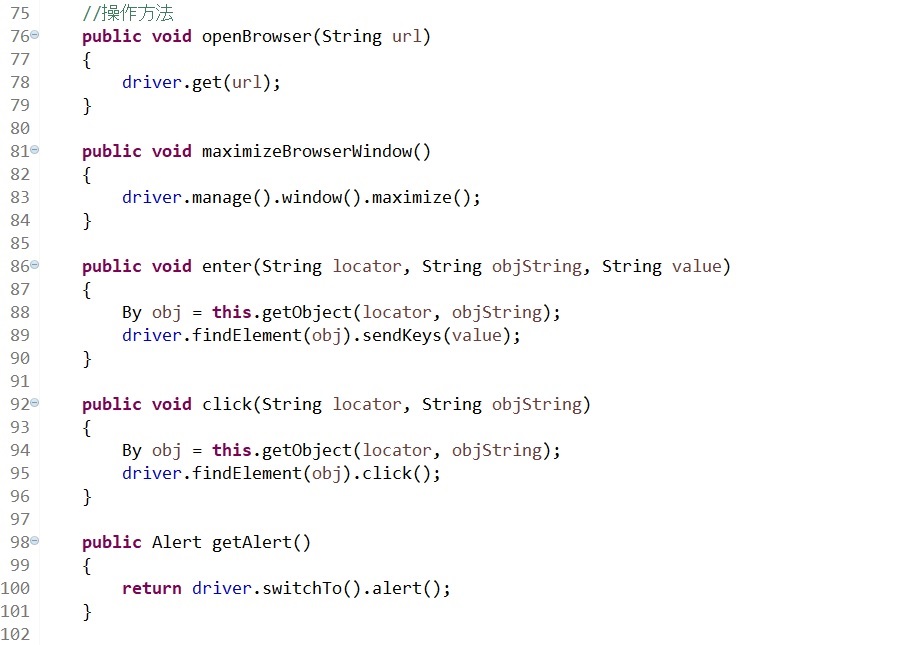 75 //操作方法
76 public void openBrowser(String url)
77 {
78 driver.get(url);
79 }
80
81 public void maximizeBrowserWindow()
82 {
83 driver.manage().window().maximize();
84 }
85
86 public void enter(String locator, String objString, String value)
87 {
88 By obj = this.getObject(locator, objString);
89 driver.findElement(obj).sendKeys(value);
90 }
91
92 public void click(String locator, String objString)
93 {
94 By obj = this.getObject(locator, objString);
95 driver.findElement(obj).click();
96 }
97
98 public Alert getAlert()
99 {
100 return driver.switchTo().alert();
101 }
102